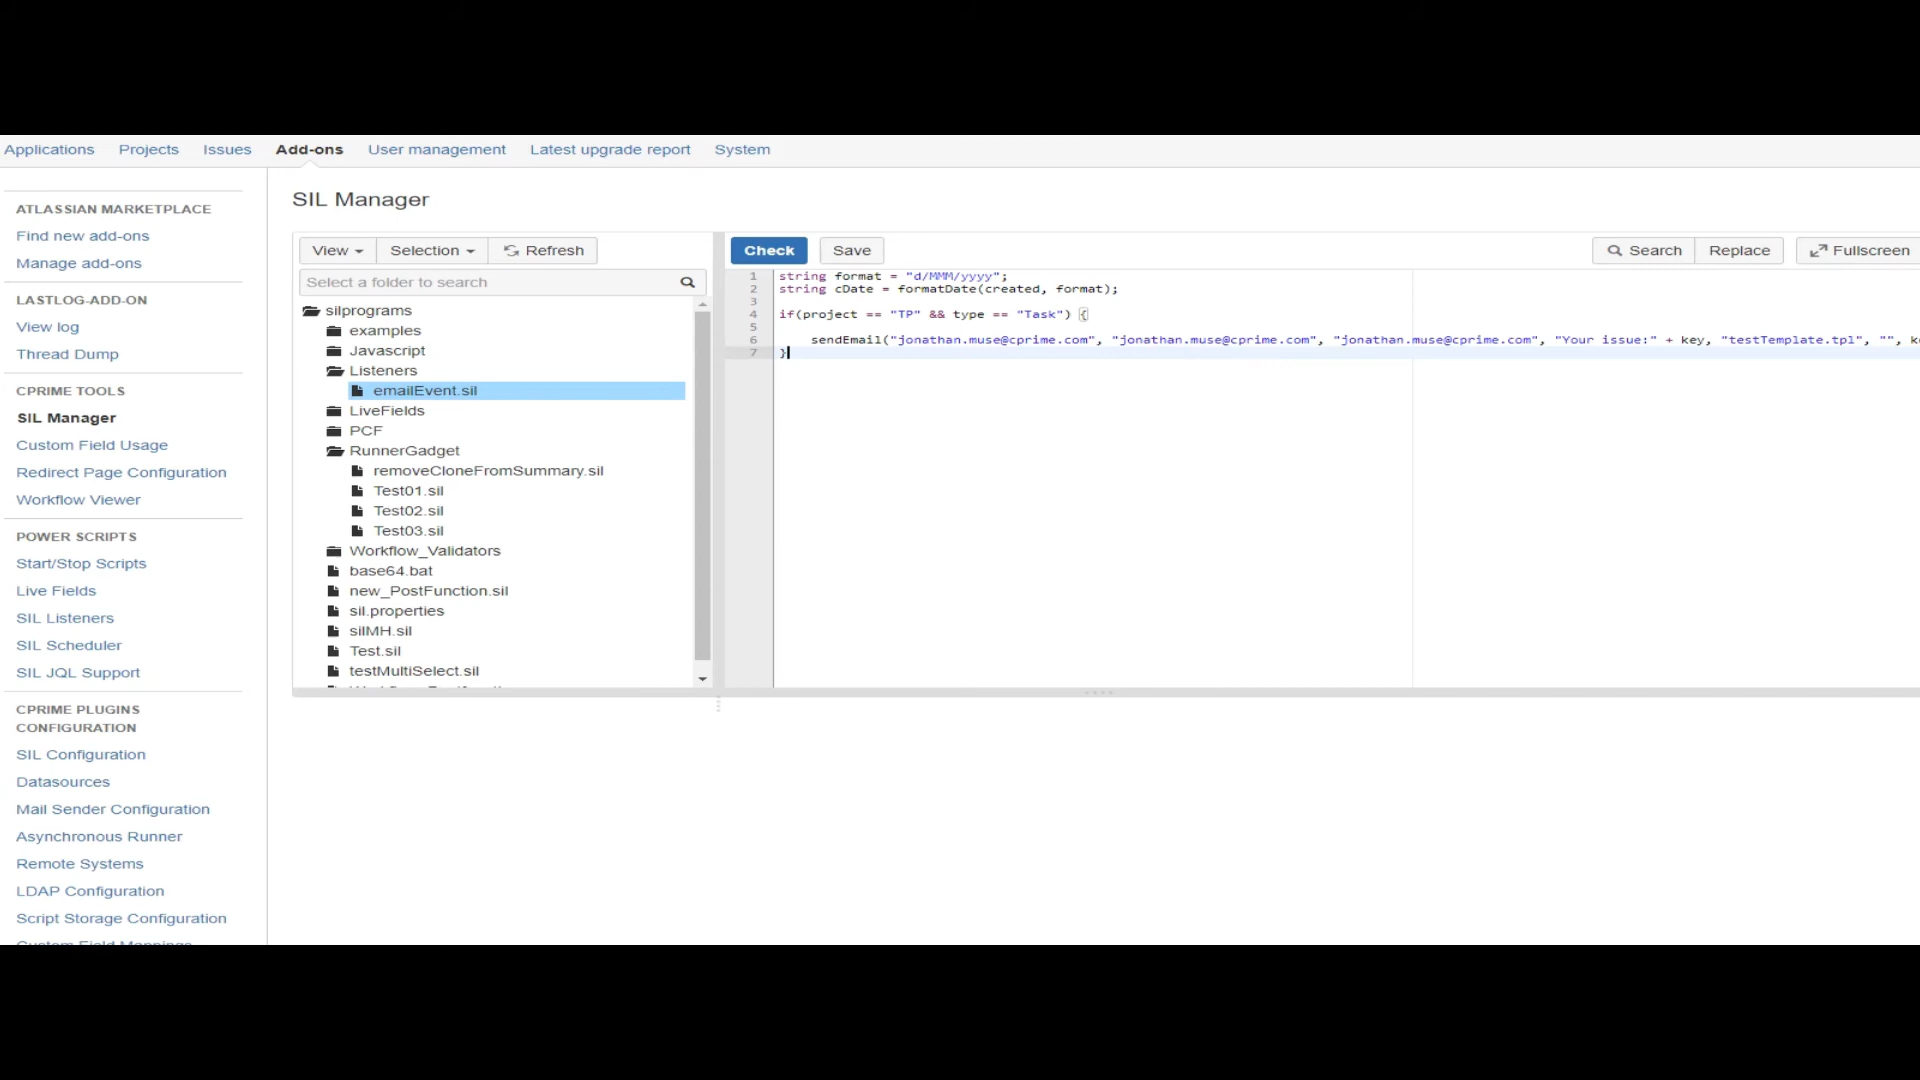 Applications Projects Issues Add-ons User management Latest upgrade report System
ATLASSIAN MARKETPLACE
Find new add-ons
Manage add-ons
LASTLOG-ADD-ON
View log
Thread Dump
CPRIME TOOLS
SIL Manager
Custom Field Usage
Redirect Page Configuration
Workflow Viewer
POWER SCRIPTS
Start/Stop Scripts
Live Fields
SIL Listeners
SIL Scheduler
SIL JQL Support
CPRIME PLUGINS
CONFIGURATION
SIL Configuration
Datasources
Mail Sender Configuration
Asynchronous Runner
Remote Systems
LDAP Configuration
Script Storage Configuration
Custom Field Mappings
SIL Manager
View Selection Refresh
Select a folder to search
silprograms
examples
Javascript
Listeners
emailEvent.sil
LiveFields
PCF
RunnerGadget
removeCloneFromSummary.sil
Test01.sil
Test02.sil
Test03.sil
Workflow_Validators
base64.bat
new_PostFunction.sil
sil.properties
silMH.sil
Test.sil
testMultiSelect.sil
Check Save Search Replace Fullscreen
1 string format = "d/MMM/yyyy";
2 string cDate = formatDate(created, format);
3
4 if(project == "TP" && type == "Task") {
5
6 sendEmail("jonathan.muse@cprime.com", "jonathan.muse@cprime.com", "jonathan.muse@cprime.com", "Your issue:" + key, "testTemplate.tpl", "",
7 }